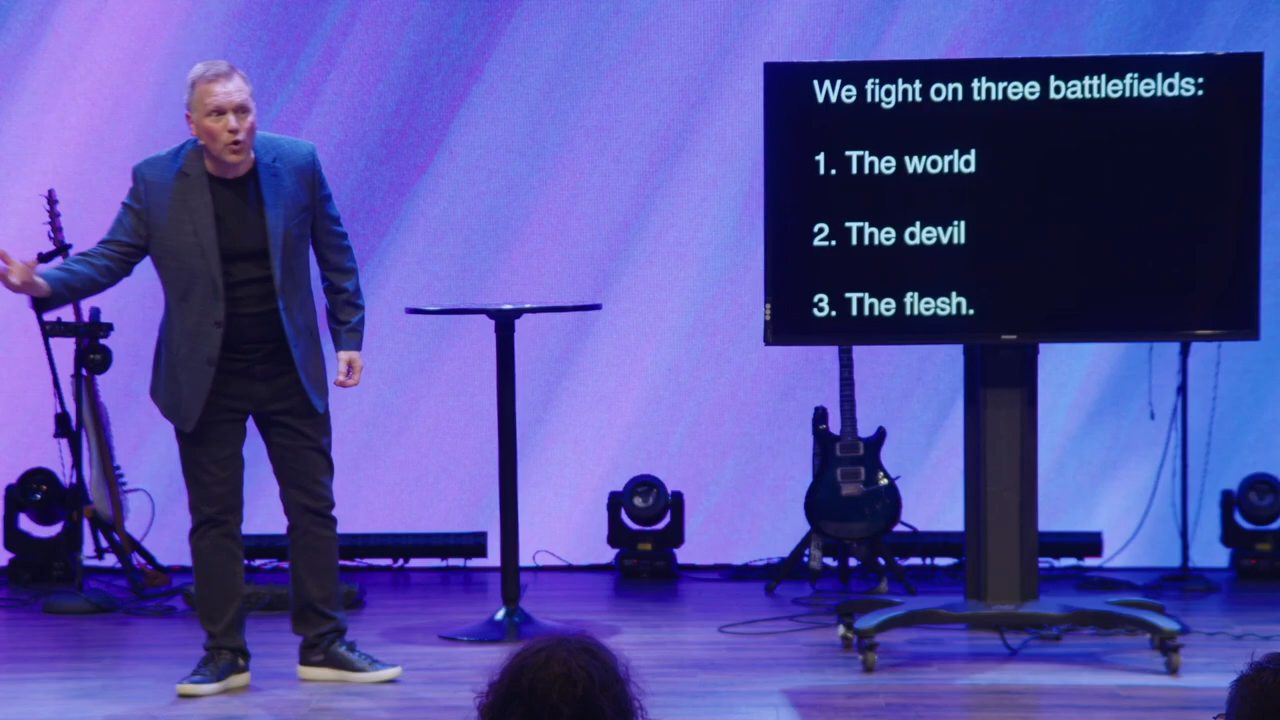 We fight on three battlefields:
1. The world
2. The devil
3. The flesh.